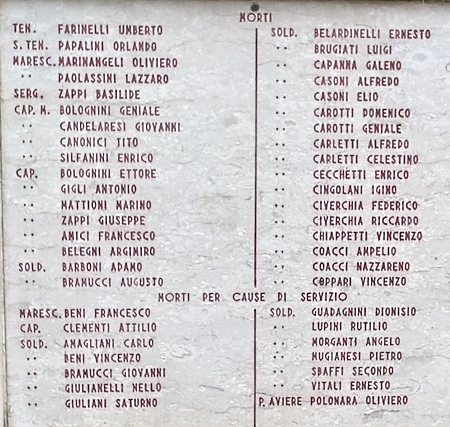 MORTI
TEN. FARINELLI UMBERTO
S. TEN. PAPALINI ORLANDO
MARESC. MARINANGELI OLIVIERO
" PAOLASSINI LAZZARO
SERG. ZAPPI BASILIDE
CAP. M. BOLOGNINI GENIALE
" CANDELARESI GIOVANNI
" CANONICI TITO
" SILFANINI ENRICO
CAP. BOLOGNINI ETTORE
" GIGLI ANTONIO
" MATTIONI MARINO
" ZAPPI GIUSEPPE
" AMICI FRANCESCO
" BELEGNI ARGIMIRO
SOLD. BARBONI ADAMO
" BRAMUCCI AUGUSTO
SOLD. BELARDINELLI ERNESTO
" BRUGIATI LUIGI
" CAPANNA GALENO
" CASONI ALFREDO
" CASONI ELIO
" CAROTTI DOMENICO
" CAROTTI GENIALE
" CARLETTI ALFREDO
" CARLETTI CELESTINO
" CECCHETTI ENRICO
" CINGOLANI IGINO
" CIVERCHIA FEDERICO
" CIVERCHIA RICCARDO
" CHIAPPETTI VINCENZO
" COACCI AMPELIO
" COACCI NAZZARENO
" COPPARI VINCENZO
MORTI PER CAUSE DI SERVIZIO
MARESC. BENI FRANCESCO
CAP. CLEMENTI ATTILIO
SOLD. AMAGLIANI CARLO
" BENI VINCENZO
" BRAMUCCI GIOVANNI
" GIULIANELLI NELLO
" GIULIANI SATURNO
SOLD. GUADAGNINI DIONISIO
" LUPINI RUTILIO
" MORGANTI ANGELO
" MUGIANESI PIETRO
" SBAFFI SECONDO
" VITALI ERNESTO
P. AVIERE POLONARA OLIVIERO